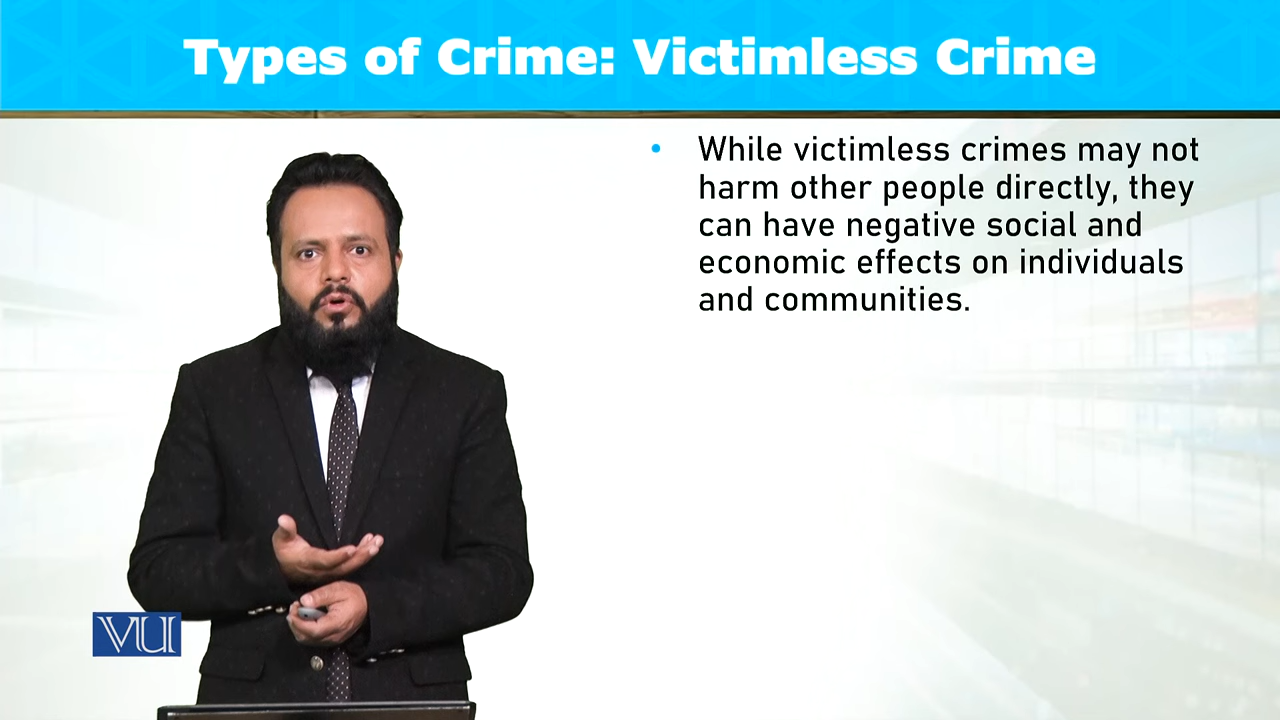 Types of Crime: Victimless Crime
• While victimless crimes may not
harm other people directly, they
can have negative social and
economic effects on individuals
and communities.
VU